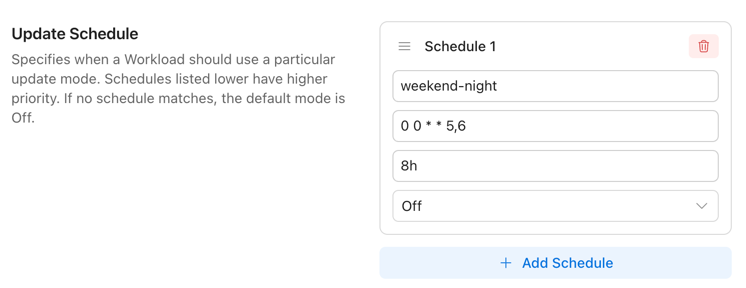 Update Schedule
Specifies when a Workload should use a particular
update mode. Schedules listed lower have higher
priority. If no schedule matches, the default mode is
Off.
Schedule 1
weekend-night
0 0 * * 5,6
8h
Off
Add Schedule